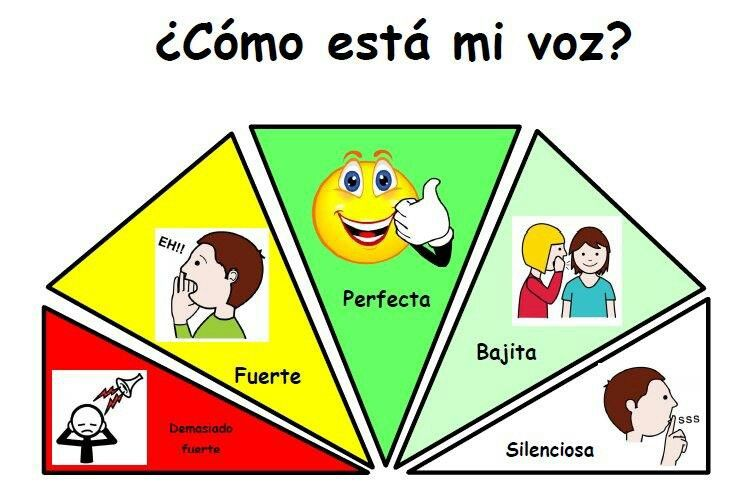 ¿Cómo está mi voz?
EH!!
Perfecta
Fuerte
Bajita
Demasiado
fuerte
sss
Silenciosa